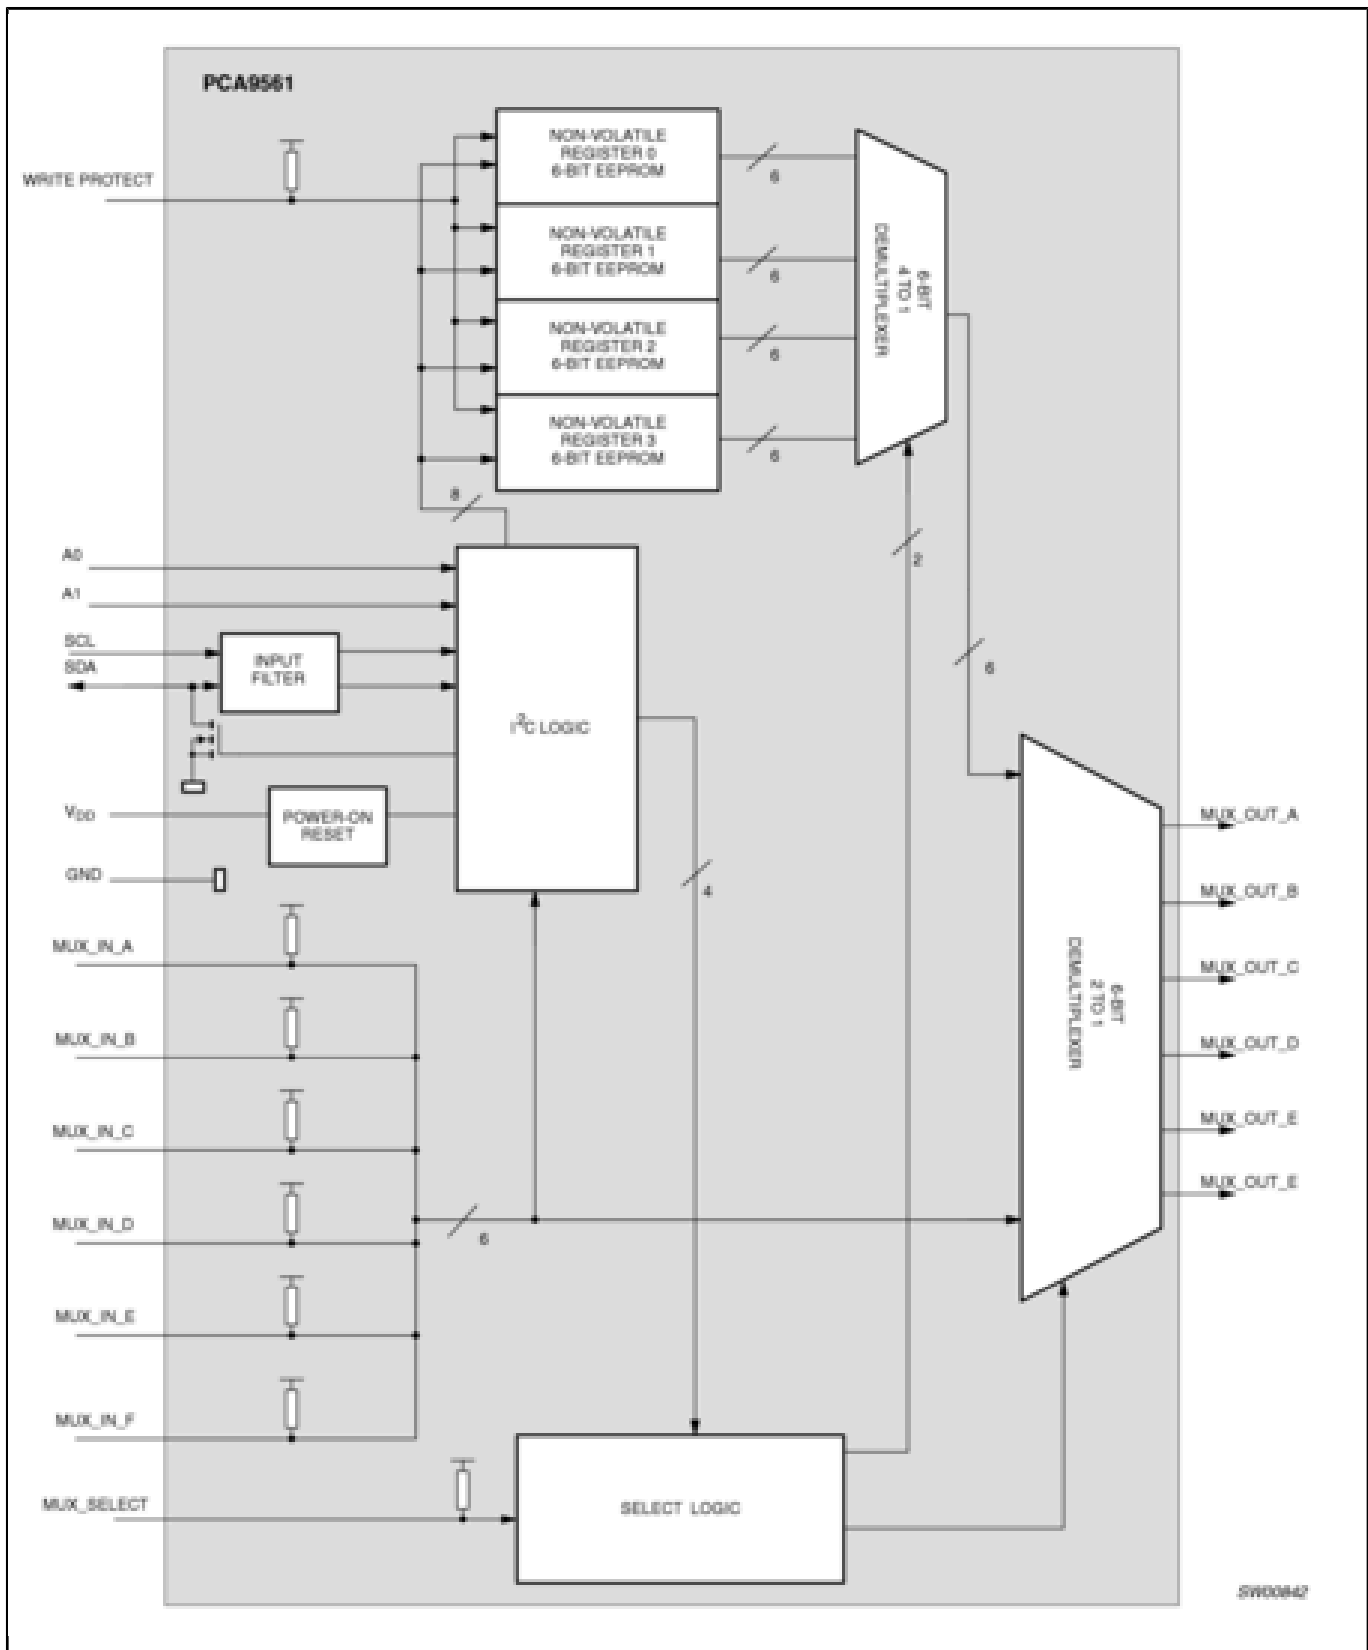 PCA9561
WRITE PROTECT
NON-VOLATILE
REGISTER 0
6-BIT EEPROM
6
NON-VOLATILE
REGISTER 1
6-BIT EEPROM
6
NON-VOLATILE
REGISTER 2
6-BIT EEPROM
6
NON-VOLATILE
REGISTER 3
6-BIT EEPROM
6
6-BIT
4 TO 1
DEMULTIPLEXER
8
2
6
A0
A1
SCL
SDA
INPUT
FILTER
I²C LOGIC
VDD
POWER-ON
RESET
GND
4
MUX_IN_A
MUX_IN_B
MUX_IN_C
MUX_IN_D
6
MUX_IN_E
MUX_IN_F
MUX_SELECT
SELECT LOGIC
6-BIT
2 TO 1
DEMULTIPLEXER
MUX_OUT_A
MUX_OUT_B
MUX_OUT_C
MUX_OUT_D
MUX_OUT_E
MUX_OUT_E
SW00842